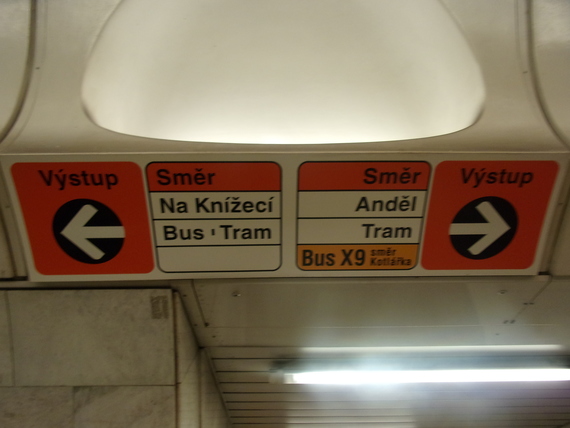 Výstup
Směr
Na Knížecí
Bus Tram
Směr
Anděl
Tram
Bus X9 směr Kotlářka
Výstup